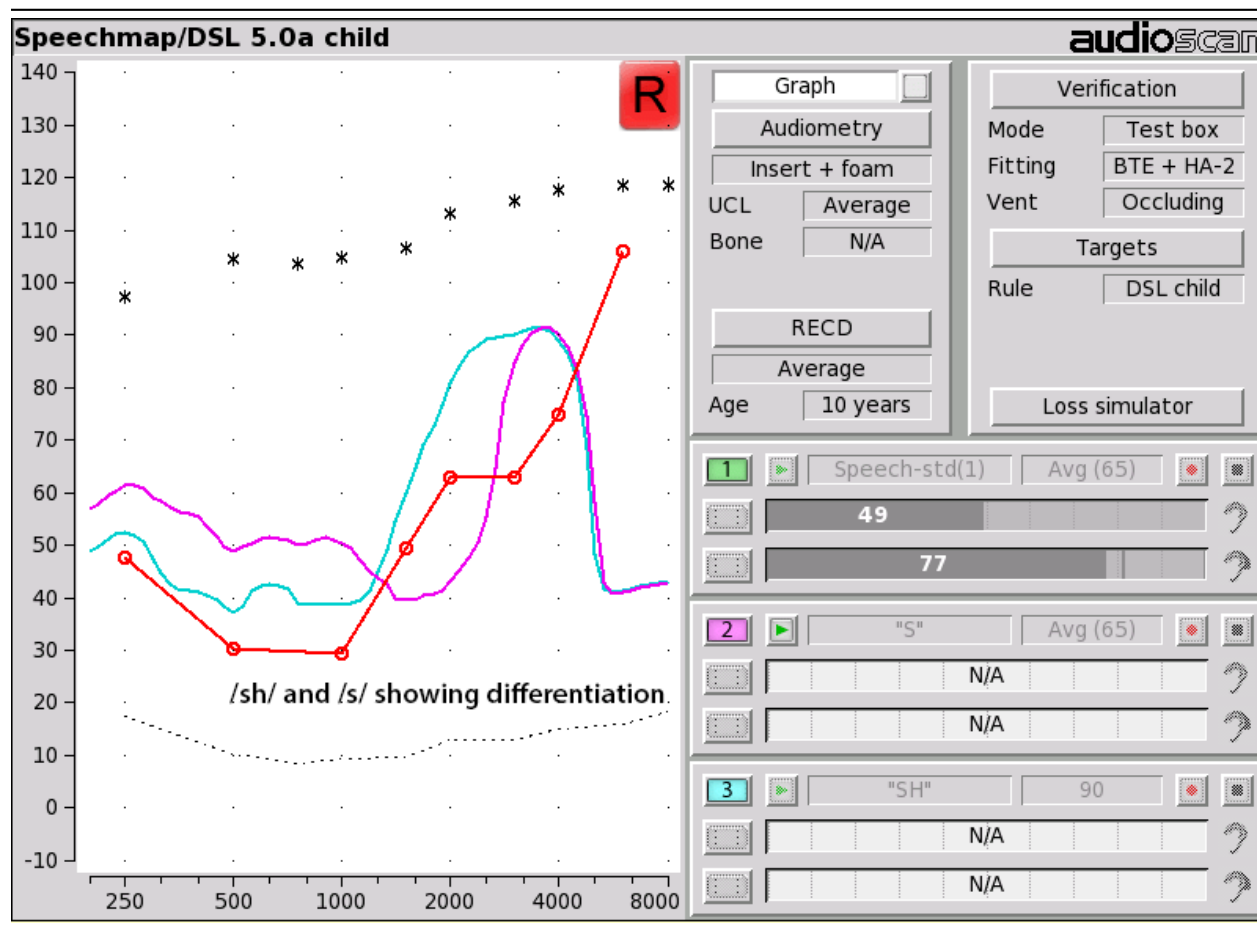 Speechmap/DSL 5.0a child
audioscan
140
130
120
110
100
90
80
70
60
50
40
30
20
10
0
-10
R
/sh/ and /s/ showing differentiation
250 500 1000 2000 4000 8000
Graph
Audiometry
Insert + foam
UCL Average
Bone N/A
RECD
Average
Age 10 years
Verification
Mode Test box
Fitting BTE + HA-2
Vent Occluding
Targets
Rule DSL child
Loss simulator
1 Speech-std(1) Avg (65)
49
77
2 "S" Avg (65)
N/A
N/A
3 "SH" 90
N/A
N/A